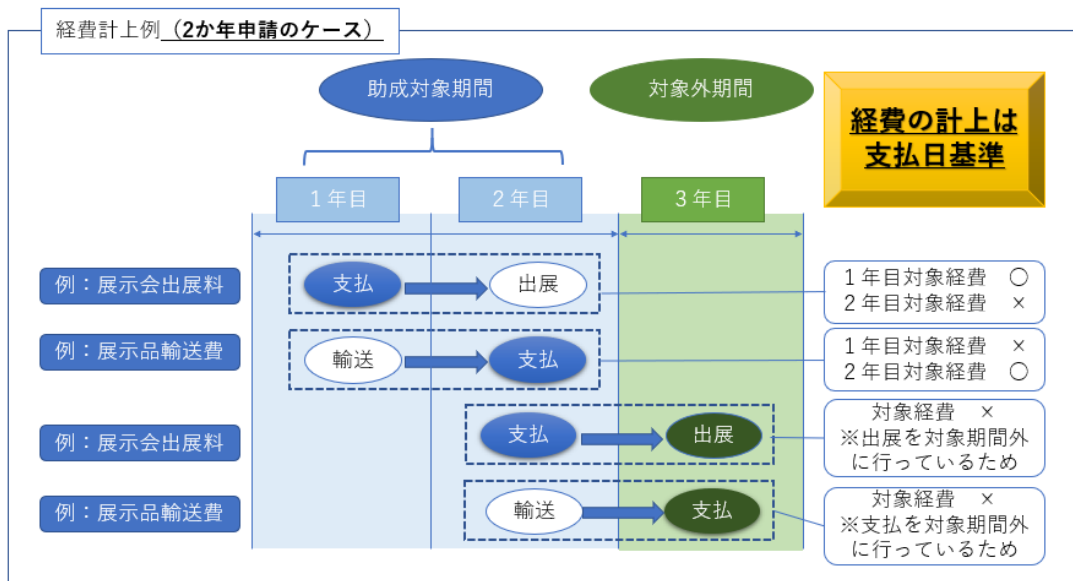 経費計上例（2か年申請のケース）
助成対象期間
対象外期間
経費の計上は
支払日基準
1年目
2年目
3年目
例：展示会出展料
支払
出展
1年目対象経費　〇
2年目対象経費　×
例：展示品輸送費
輸送
支払
1年目対象経費　×
2年目対象経費　〇
例：展示会出展料
支払
出展
対象経費　×
※出展を対象期間外
に行っているため
例：展示品輸送費
輸送
支払
対象経費　×
※支払を対象期間外
に行っているため